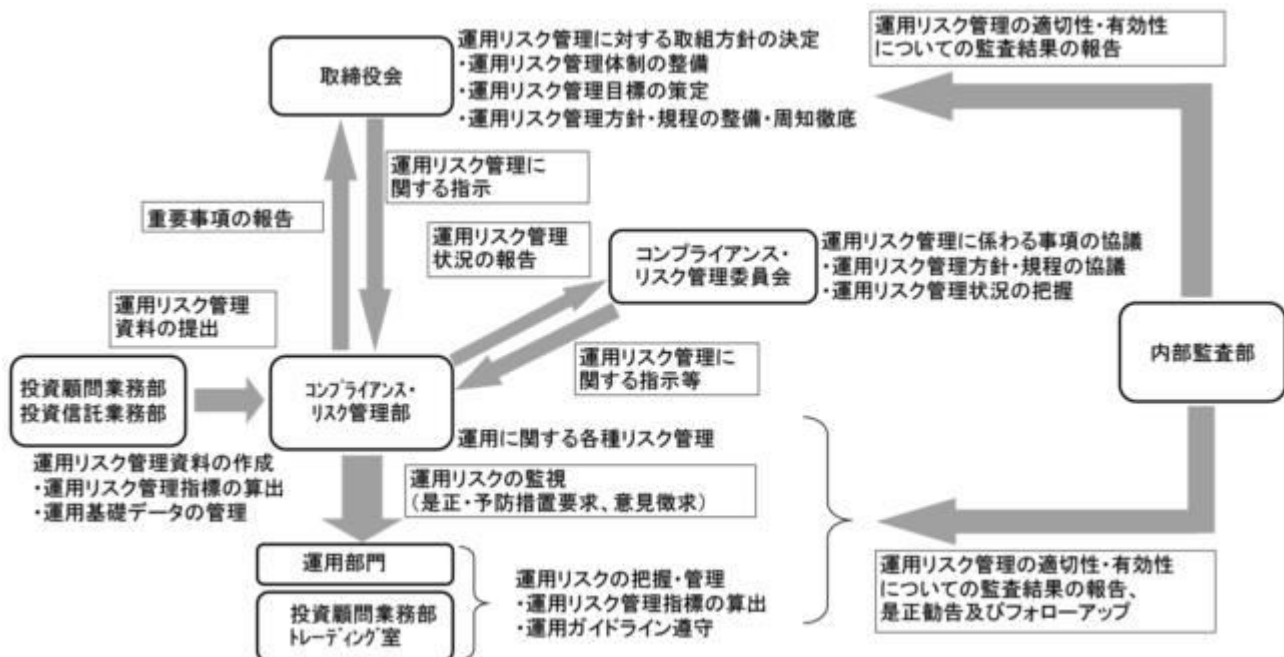 運用リスク管理に対する取組方針の決定
・運用リスク管理体制の整備
・運用リスク管理目標の策定
・運用リスク管理方針・規程の整備・周知徹底
取締役会
運用リスク管理の適切性・有効性
についての監査結果の報告
運用リスク管理に
関する指示
重要事項の報告
運用リスク管理
状況の報告
コンプライアンス・
リスク管理委員会
運用リスク管理に係わる事項の協議
・運用リスク管理方針・規程の協議
・運用リスク管理状況の把握
運用リスク管理
資料の提出
内部監査部
運用リスク管理に
関する指示等
投資顧問業務部
投資信託業務部
コンプライアンス・
リスク管理部
運用に関する各種リスク管理
運用リスク管理資料の作成
・運用リスク管理指標の算出
・運用基礎データの管理
運用リスクの監視
(是正・予防措置要求、意見徴求)
運用部門
投資顧問業務部
トレーディング室
運用リスクの把握・管理
・運用リスク管理指標の算出
・運用ガイドライン遵守
運用リスク管理の適切性・有効性
についての監査結果の報告、
是正勧告及びフォローアップ